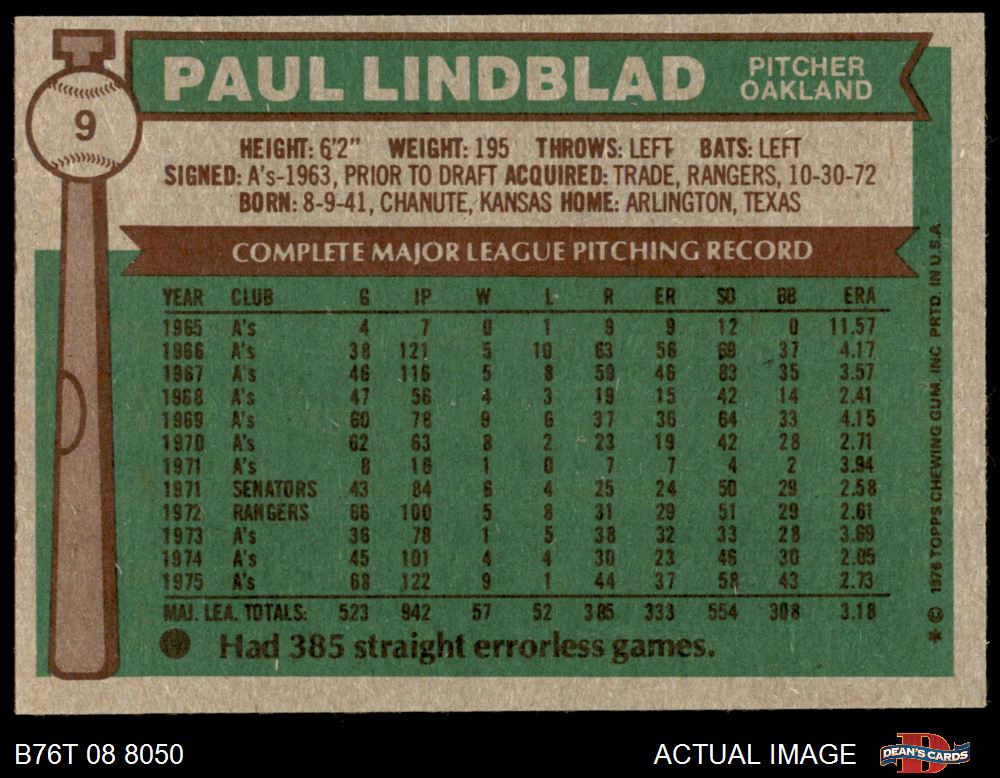 9
PAUL LINDBLAD
PITCHER
OAKLAND
HEIGHT: 6'2" WEIGHT: 195 THROWS: LEFT BATS: LEFT
SIGNED: A's-1963, PRIOR TO DRAFT ACQUIRED: TRADE, RANGERS, 10-30-72
BORN: 8-9-41, CHANUTE, KANSAS HOME: ARLINGTON, TEXAS
COMPLETE MAJOR LEAGUE PITCHING RECORD
YEAR CLUB G IP W L R ER SO BB ERA
1965 A's 4 7 0 1 9 9 12 0 11.57
1966 A's 38 121 5 10 63 56 69 37 4.17
1967 A's 46 116 5 8 59 46 83 35 3.57
1968 A's 47 56 4 3 19 15 42 14 2.41
1969 A's 60 78 9 6 37 36 64 33 4.15
1970 A's 62 63 8 2 23 19 42 28 2.71
1971 A's 8 16 1 0 7 7 4 2 3.94
1971 SENATORS 43 84 6 4 25 24 50 29 2.58
1972 RANGERS 66 100 5 8 31 29 51 29 2.61
1973 A's 36 78 1 5 38 32 33 28 3.69
1974 A's 45 101 4 4 30 23 46 30 2.05
1975 A's 68 122 9 1 44 37 58 43 2.73
MAJ. LEA. TOTALS: 523 942 57 52 385 333 554 308 3.18
Had 385 straight errorless games.
* © 1976 TOPPS CHEWING GUM, INC. PRTD. IN U.S.A.
B76T 08 8050
ACTUAL IMAGE
DEAN'S CARDS